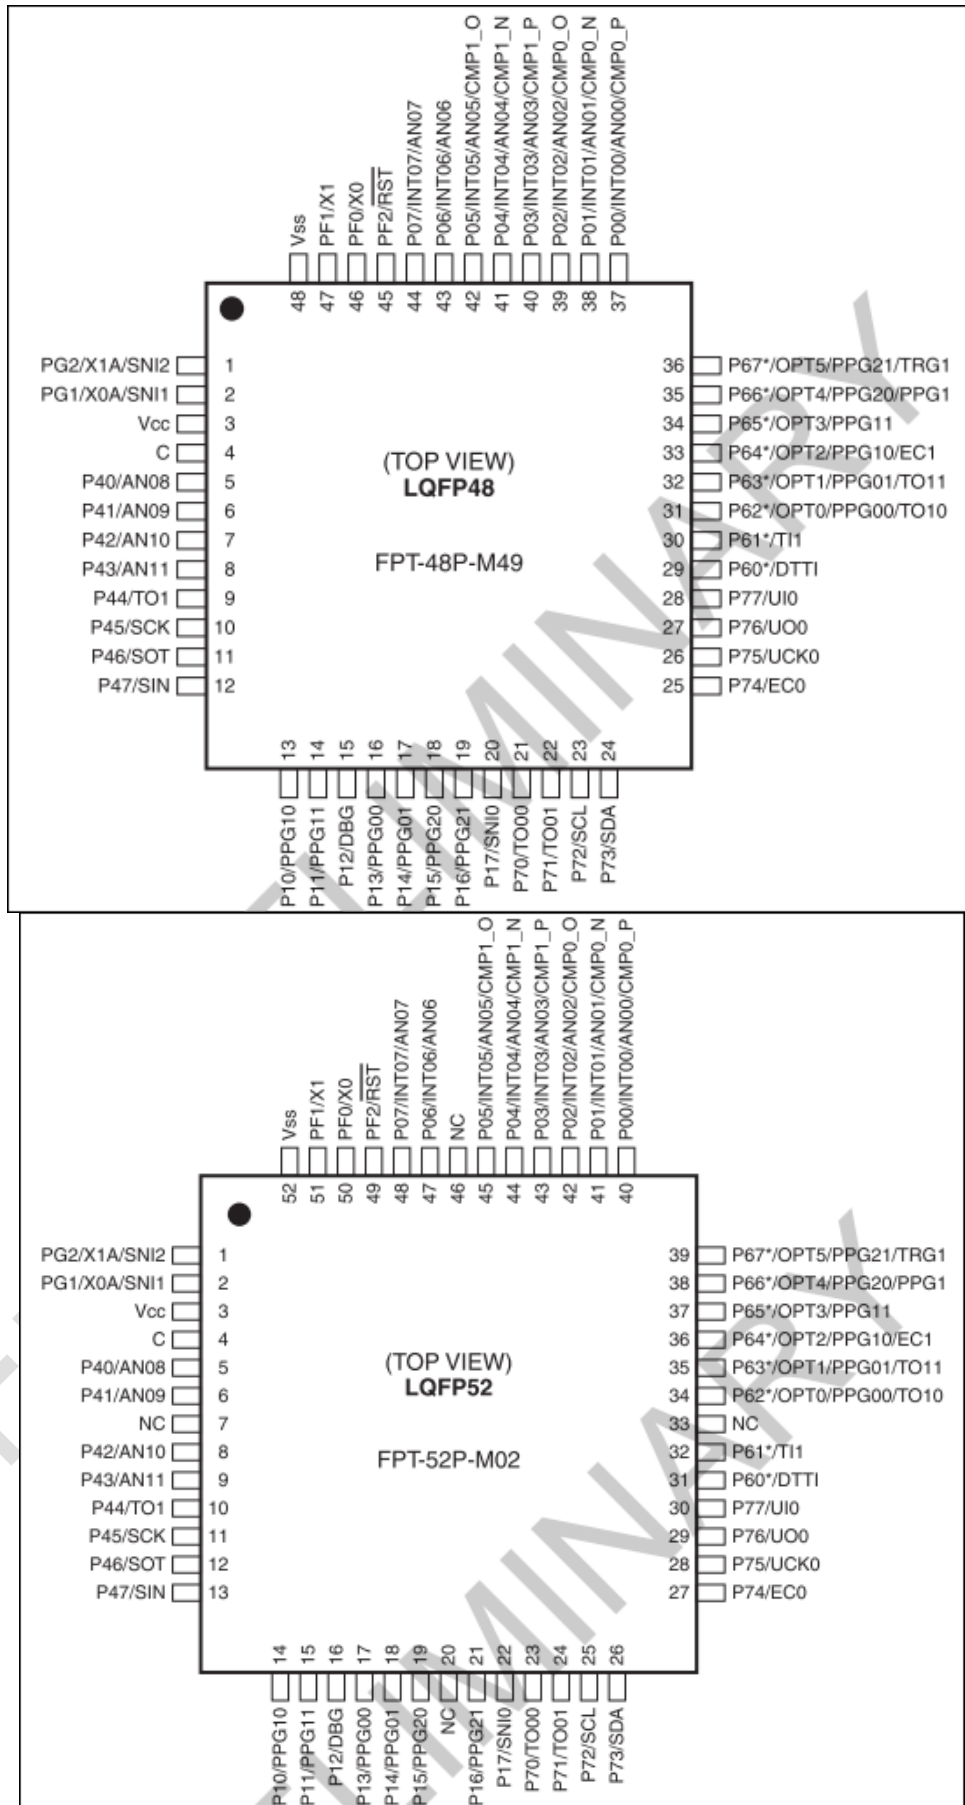 Vss
PF1/X1
PF0/X0
PF2/RST
P07/INT07/AN07
P06/INT06/AN06
P05/INT05/AN05/CMP1_O
P04/INT04/AN04/CMP1_N
P03/INT03/AN03/CMP1_P
P02/INT02/AN02/CMP0_O
P01/INT01/AN01/CMP0_N
P00/INT00/AN00/CMP0_P
48 47 46 45 44 43 42 41 40 39 38 37
PG2/X1A/SNI2 1
PG1/X0A/SNI1 2
Vcc 3
C 4
P40/AN08 5
P41/AN09 6
P42/AN10 7
P43/AN11 8
P44/TO1 9
P45/SCK 10
P46/SOT 11
P47/SIN 12
(TOP VIEW)
LQFP48
FPT-48P-M49
36 P67*/OPT5/PPG21/TRG1
35 P66*/OPT4/PPG20/PPG1
34 P65*/OPT3/PPG11
33 P64*/OPT2/PPG10/EC1
32 P63*/OPT1/PPG01/TO11
31 P62*/OPT0/PPG00/TO10
30 P61*/TI1
29 P60*/DTTI
28 P77/UI0
27 P76/UO0
26 P75/UCK0
25 P74/EC0
13 14 15 16 17 18 19 20 21 22 23 24
P10/PPG10
P11/PPG11
P12/DBG
P13/PPG00
P14/PPG01
P15/PPG20
P16/PPG21
P17/SNI0
P70/TO00
P71/TO01
P72/SCL
P73/SDA
Vss
PF1/X1
PF0/X0
PF2/RST
P07/INT07/AN07
P06/INT06/AN06
NC
P05/INT05/AN05/CMP1_O
P04/INT04/AN04/CMP1_N
P03/INT03/AN03/CMP1_P
P02/INT02/AN02/CMP0_O
P01/INT01/AN01/CMP0_N
P00/INT00/AN00/CMP0_P
52 51 50 49 48 47 46 45 44 43 42 41 40
PG2/X1A/SNI2 1
PG1/X0A/SNI1 2
Vcc 3
C 4
P40/AN08 5
P41/AN09 6
NC 7
P42/AN10 8
P43/AN11 9
P44/TO1 10
P45/SCK 11
P46/SOT 12
P47/SIN 13
(TOP VIEW)
LQFP52
FPT-52P-M02
39 P67*/OPT5/PPG21/TRG1
38 P66*/OPT4/PPG20/PPG1
37 P65*/OPT3/PPG11
36 P64*/OPT2/PPG10/EC1
35 P63*/OPT1/PPG01/TO11
34 P62*/OPT0/PPG00/TO10
33 NC
32 P61*/TI1
31 P60*/DTTI
30 P77/UI0
29 P76/UO0
28 P75/UCK0
27 P74/EC0
14 15 16 17 18 19 20 21 22 23 24 25 26
P10/PPG10
P11/PPG11
P12/DBG
P13/PPG00
P14/PPG01
P15/PPG20
NC
P16/PPG21
P17/SNI0
P70/TO00
P71/TO01
P72/SCL
P73/SDA
LIMINARY
LIMINARY